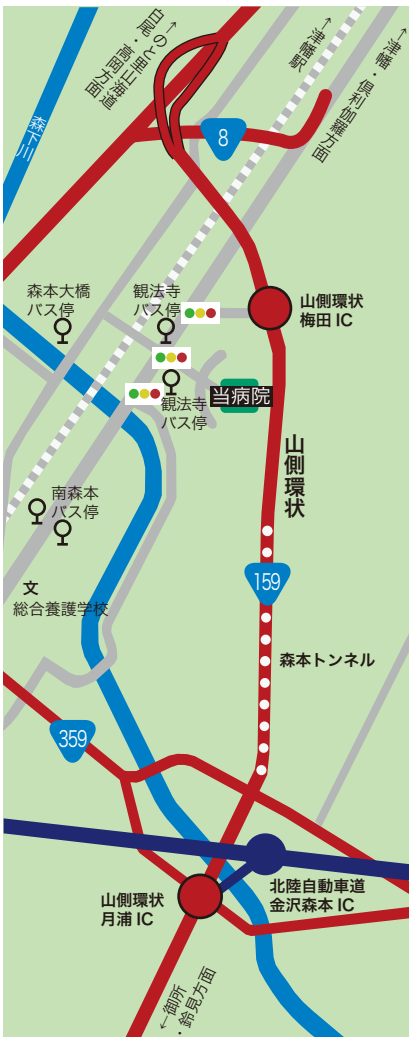 ↑のと里山海道
白尾・高岡方面
↑津幡駅
↑津幡・倶利伽羅方面
森下川
8
森本大橋
バス停
観法寺
バス停
山側環状
梅田 IC
観法寺
バス停
当病院
山側環状
南森本
バス停
159
文
総合養護学校
森本トンネル
359
北陸自動車道
金沢森本 IC
山側環状
月浦 IC
←御所
・鈴見方面